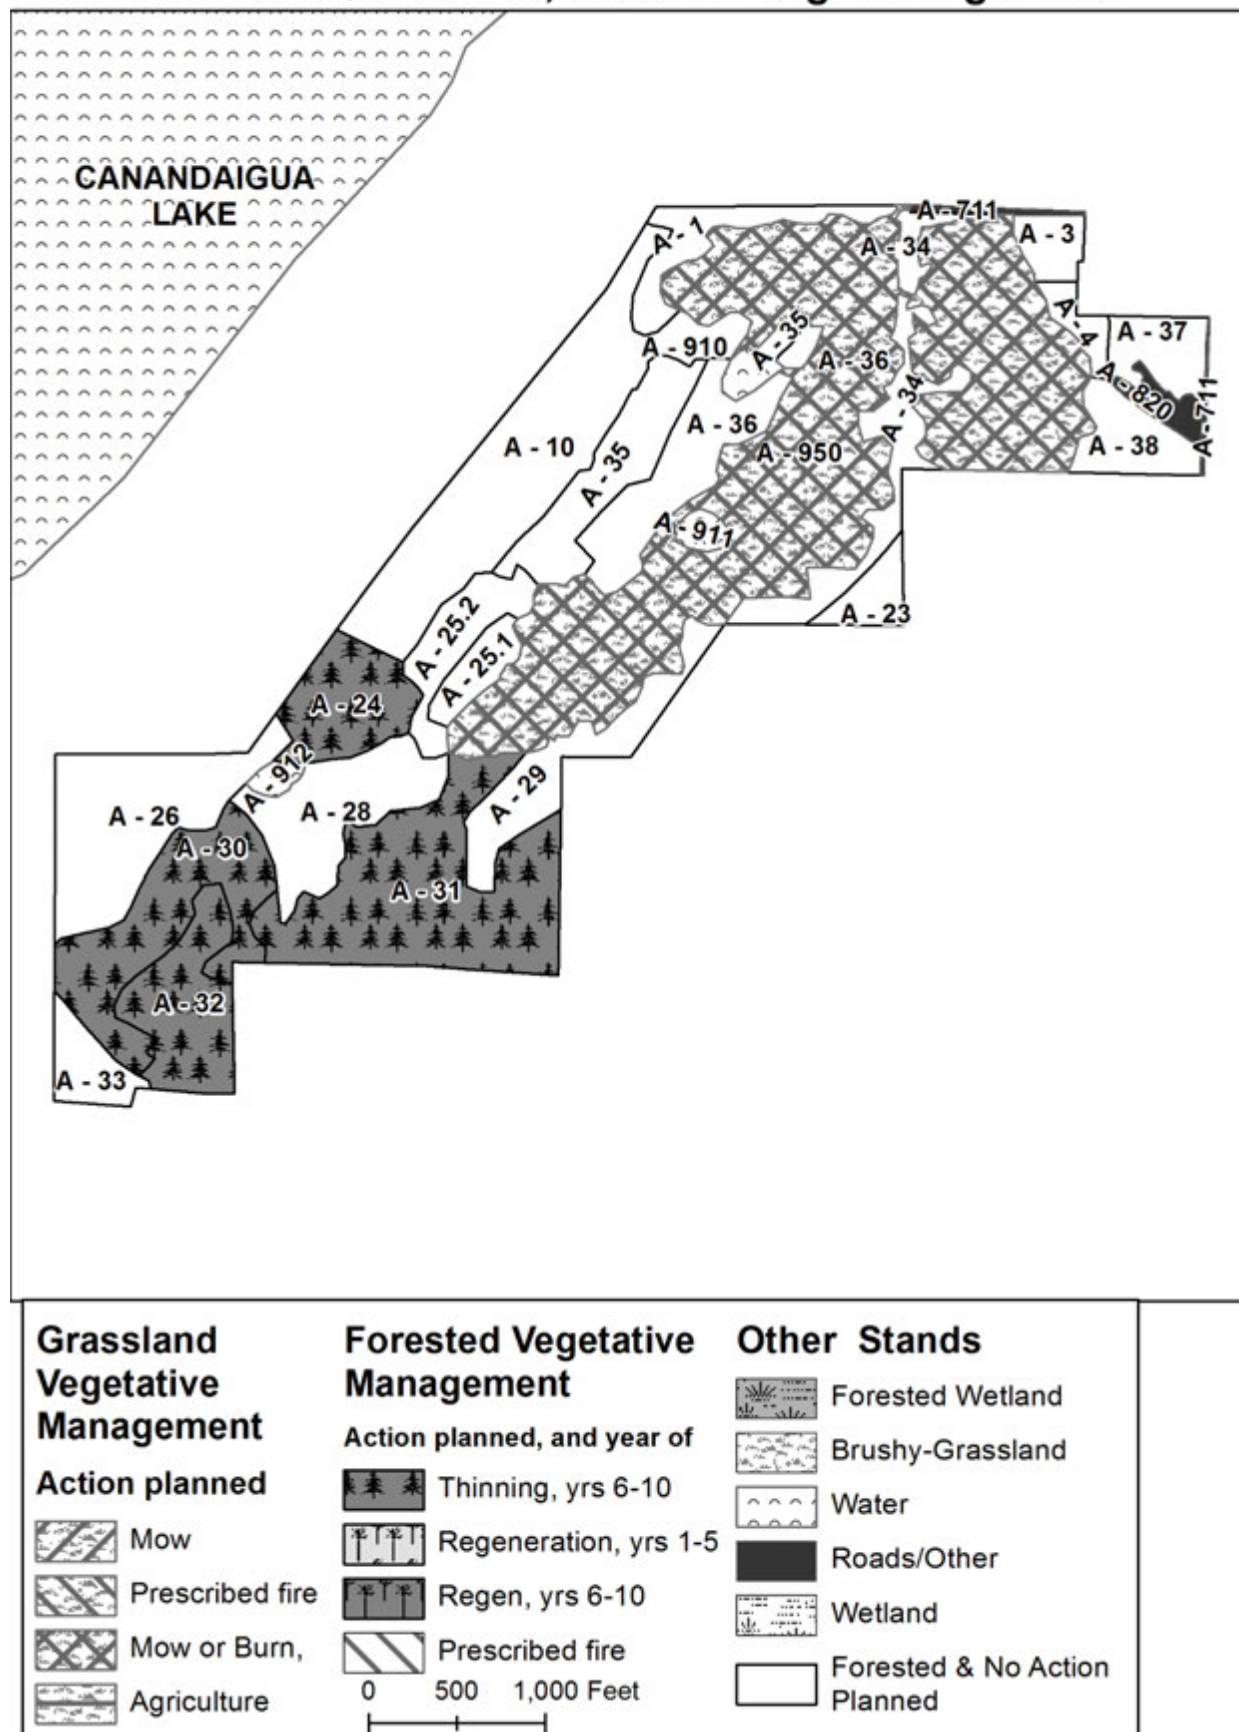 CANANDAIGUA
LAKE
A - 711
A - 1
A - 34
A - 3
A - 4
A - 37
A - 35
A - 910
A - 36
A - 820
A - 711
A - 34
A - 36
A - 10
A - 950
A - 38
A - 35
A - 911
A - 23
A - 25.2
A - 25.1
A - 24
A - 912
A - 29
A - 26
A - 28
A - 30
A - 31
A - 32
A - 33
Grassland
Vegetative
Management
Action planned
Mow
Prescribed fire
Mow or Burn,
Agriculture
Forested Vegetative
Management
Action planned, and year of
Thinning, yrs 6-10
Regeneration, yrs 1-5
Regen, yrs 6-10
Prescribed fire
0 500 1,000 Feet
Other Stands
Forested Wetland
Brushy-Grassland
Water
Roads/Other
Wetland
Forested & No Action
Planned